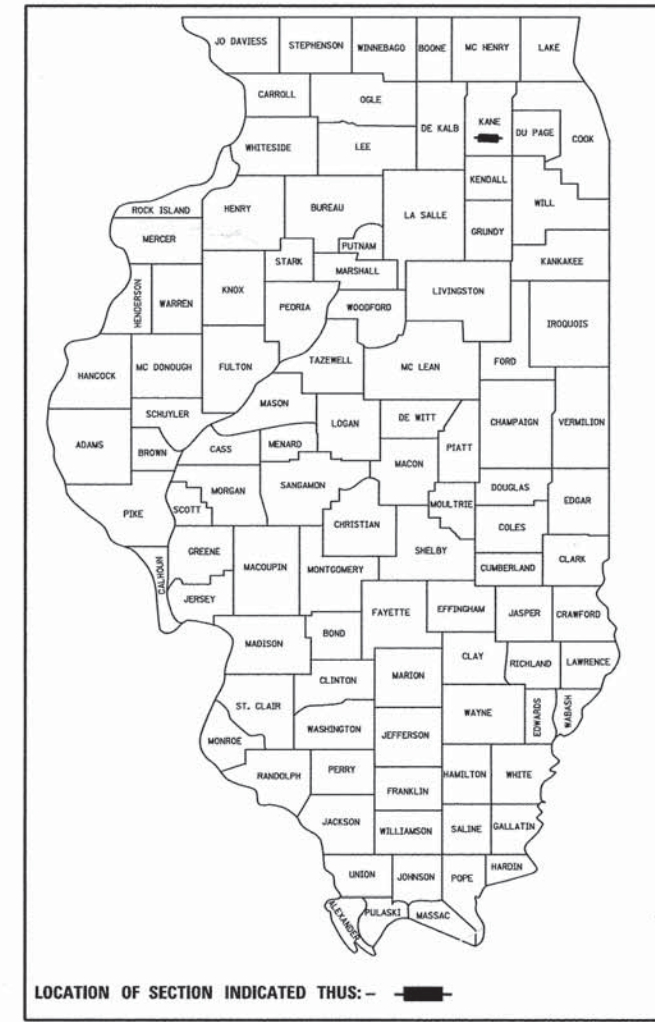 JO DAVIESS
STEPHENSON
WINNEBAGO
BOONE
MC HENRY
LAKE
CARROLL
OGLE
DE KALB
KANE
DU PAGE
COOK
WHITESIDE
LEE
KENDALL
WILL
ROCK ISLAND
HENRY
BUREAU
LA SALLE
GRUNDY
MERCER
PUTNAM
KANKAKEE
STARK
MARSHALL
HENDERSON
WARREN
KNOX
PEORIA
WOODFORD
LIVINGSTON
IROQUOIS
HANCOCK
MC DONOUGH
FULTON
TAZEWELL
MC LEAN
FORD
SCHUYLER
MASON
LOGAN
DE WITT
CHAMPAIGN
VERMILION
ADAMS
BROWN
CASS
MENARD
MACON
PIATT
PIKE
SCOTT
MORGAN
SANGAMON
CHRISTIAN
MOULTRIE
DOUGLAS
EDGAR
COLES
CALHOUN
GREENE
MACOUPIN
MONTGOMERY
SHELBY
CUMBERLAND
CLARK
JERSEY
FAYETTE
EFFINGHAM
JASPER
CRAWFORD
MADISON
BOND
CLAY
RICHLAND
LAWRENCE
CLINTON
MARION
ST. CLAIR
WAYNE
EDWARDS
WABASH
MONROE
WASHINGTON
JEFFERSON
RANDOLPH
PERRY
HAMILTON
WHITE
FRANKLIN
JACKSON
WILLIAMSON
SALINE
GALLATIN
UNION
JOHNSON
POPE
HARDIN
ALEXANDER
PULASKI
MASSAC
LOCATION OF SECTION INDICATED THUS: –